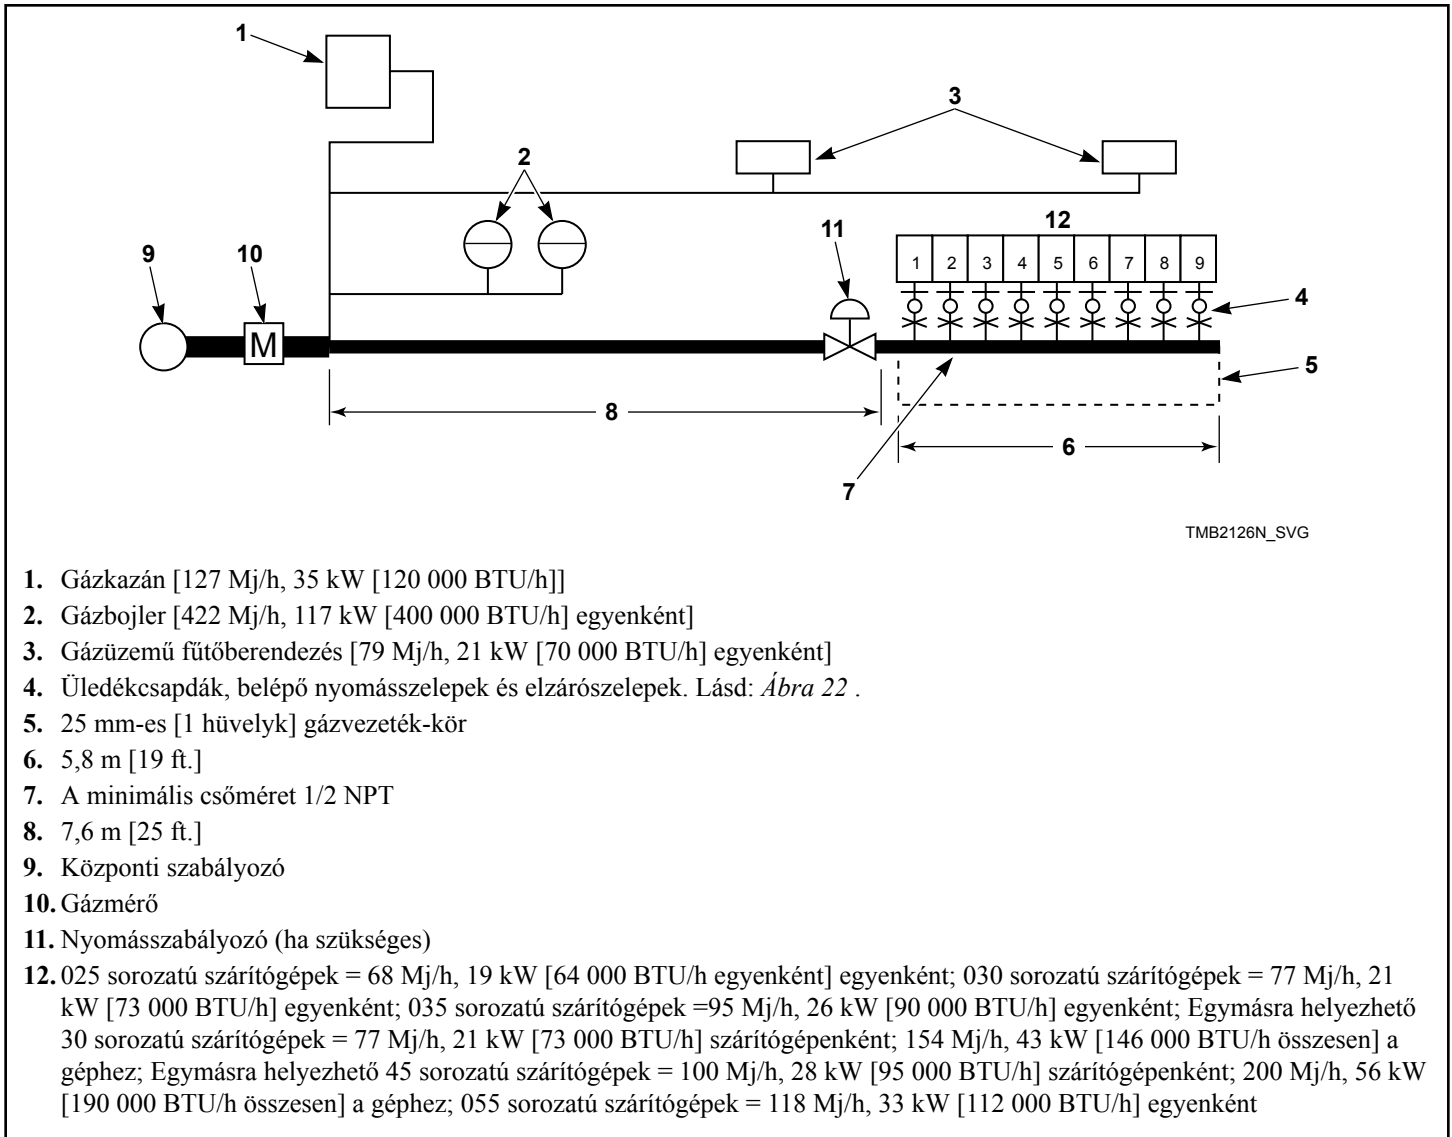 1
3
2
12
11
9
10
1 2 3 4 5 6 7 8 9
4
M
5
8
6
7
TMB2126N_SVG
1. Gázkazán [127 Mj/h, 35 kW [120 000 BTU/h]]
2. Gázbojler [422 Mj/h, 117 kW [400 000 BTU/h] egyenként]
3. Gázüzemű fűtőberendezés [79 Mj/h, 21 kW [70 000 BTU/h] egyenként]
4. Üledékcsapdák, belépő nyomásszelepek és elzárószelepek. Lásd: Ábra 22 .
5. 25 mm-es [1 hüvelyk] gázvezeték-kör
6. 5,8 m [19 ft.]
7. A minimális csőméret 1/2 NPT
8. 7,6 m [25 ft.]
9. Központi szabályozó
10. Gázmérő
11. Nyomásszabályozó (ha szükséges)
12. 025 sorozatú szárítógépek = 68 Mj/h, 19 kW [64 000 BTU/h egyenként] egyenként; 030 sorozatú szárítógépek = 77 Mj/h, 21
kW [73 000 BTU/h] egyenként; 035 sorozatú szárítógépek =95 Mj/h, 26 kW [90 000 BTU/h] egyenként; Egymásra helyezhető
30 sorozatú szárítógépek = 77 Mj/h, 21 kW [73 000 BTU/h] szárítógépenként; 154 Mj/h, 43 kW [146 000 BTU/h összesen] a
géphez; Egymásra helyezhető 45 sorozatú szárítógépek = 100 Mj/h, 28 kW [95 000 BTU/h] szárítógépenként; 200 Mj/h, 56 kW
[190 000 BTU/h összesen] a géphez; 055 sorozatú szárítógépek = 118 Mj/h, 33 kW [112 000 BTU/h] egyenként